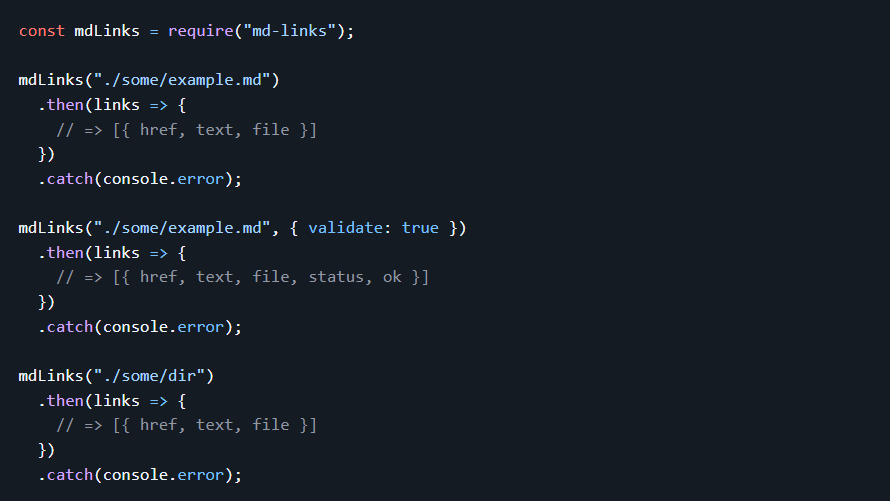 const mdLinks = require("md-links");

mdLinks("./some/example.md")
  .then(links => {
    // => [{ href, text, file }]
  })
  .catch(console.error);

mdLinks("./some/example.md", { validate: true })
  .then(links => {
    // => [{ href, text, file, status, ok }]
  })
  .catch(console.error);

mdLinks("./some/dir")
  .then(links => {
    // => [{ href, text, file }]
  })
  .catch(console.error);